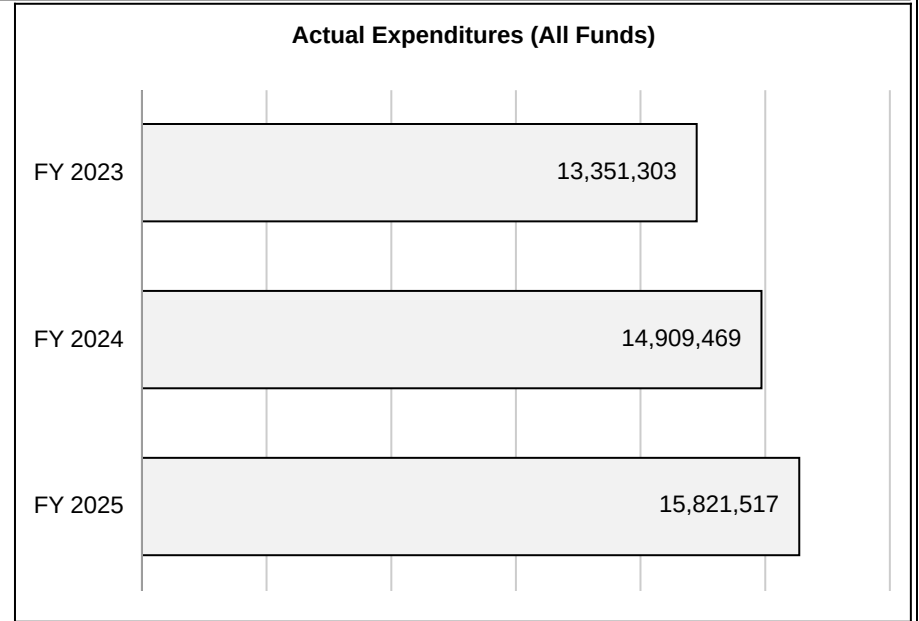 Actual Expenditures (All Funds)
FY 2023 13,351,303
FY 2024 14,909,469
FY 2025 15,821,517